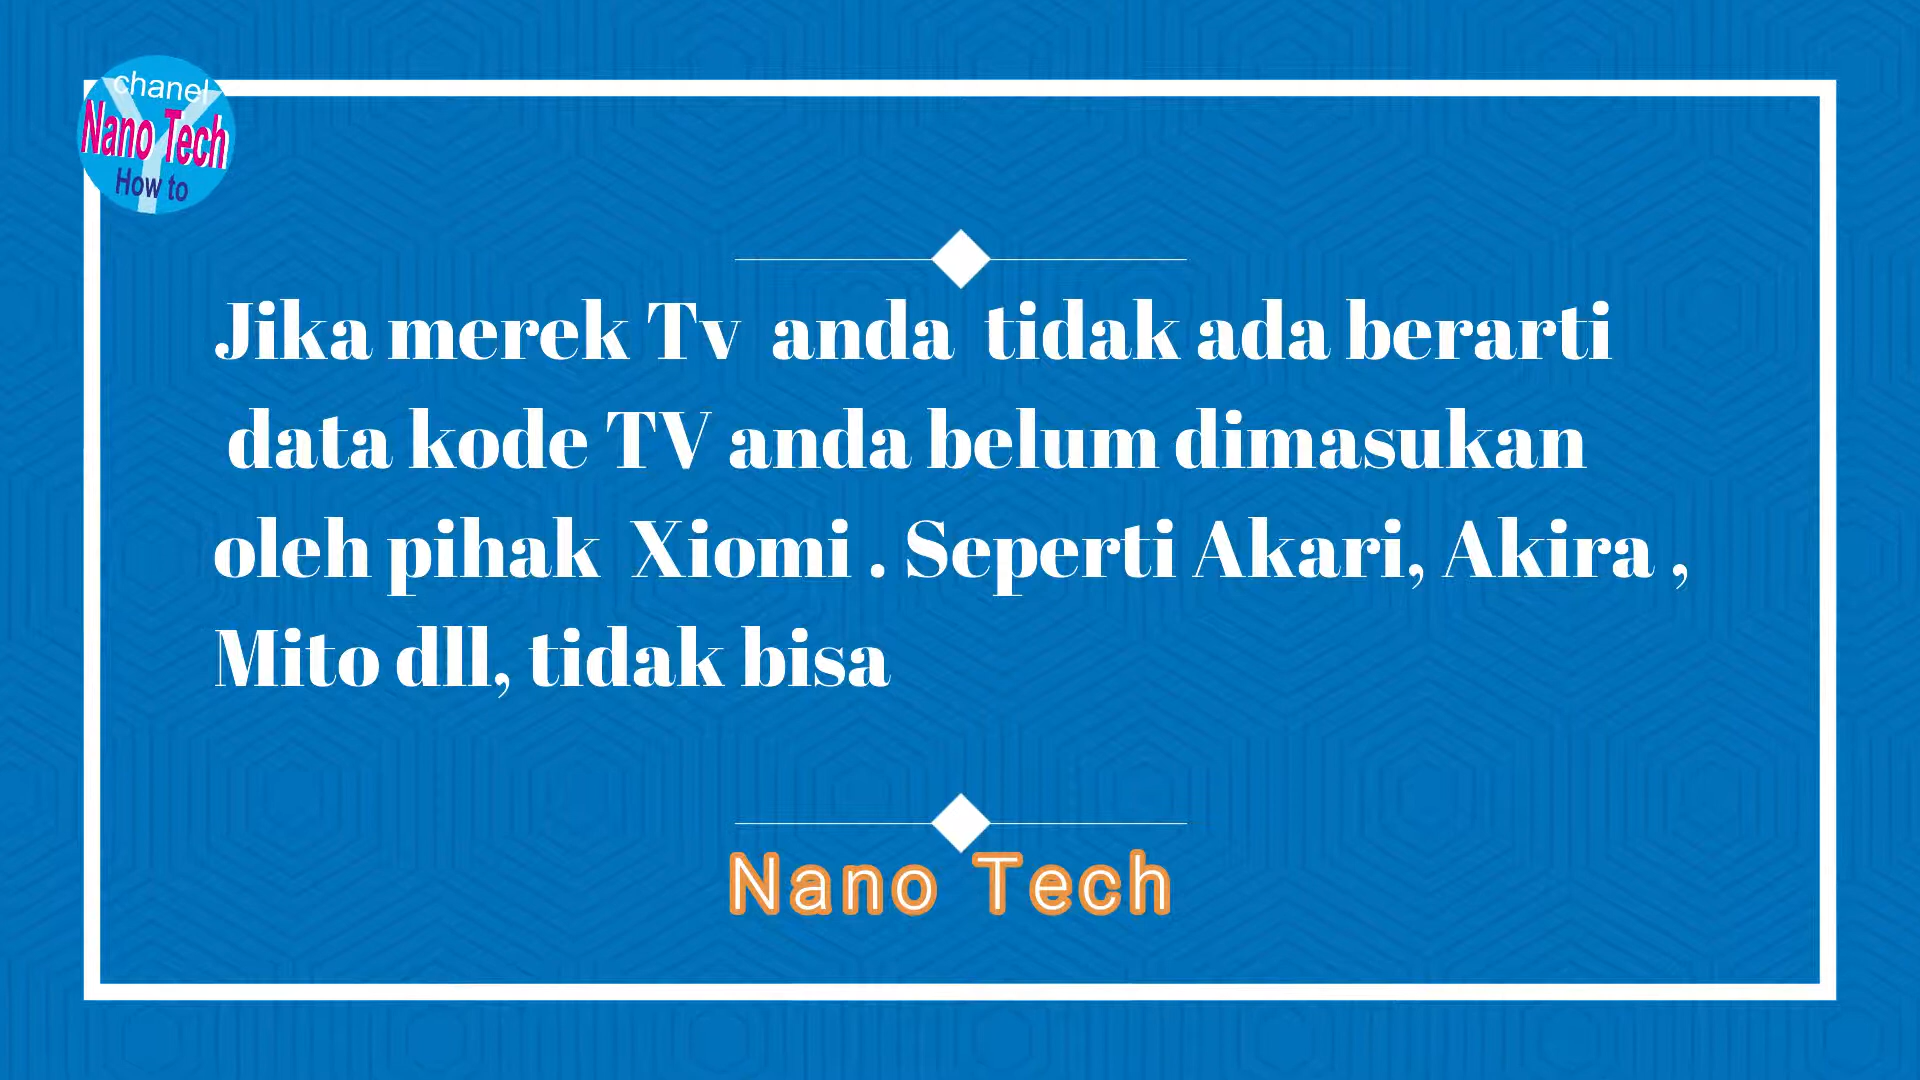 chanel
Nano Tech
How to
Jika merek Tv anda tidak ada berarti
data kode TV anda belum dimasukan
oleh pihak Xiomi . Seperti Akari, Akira ,
Mito dll, tidak bisa
Nano Tech